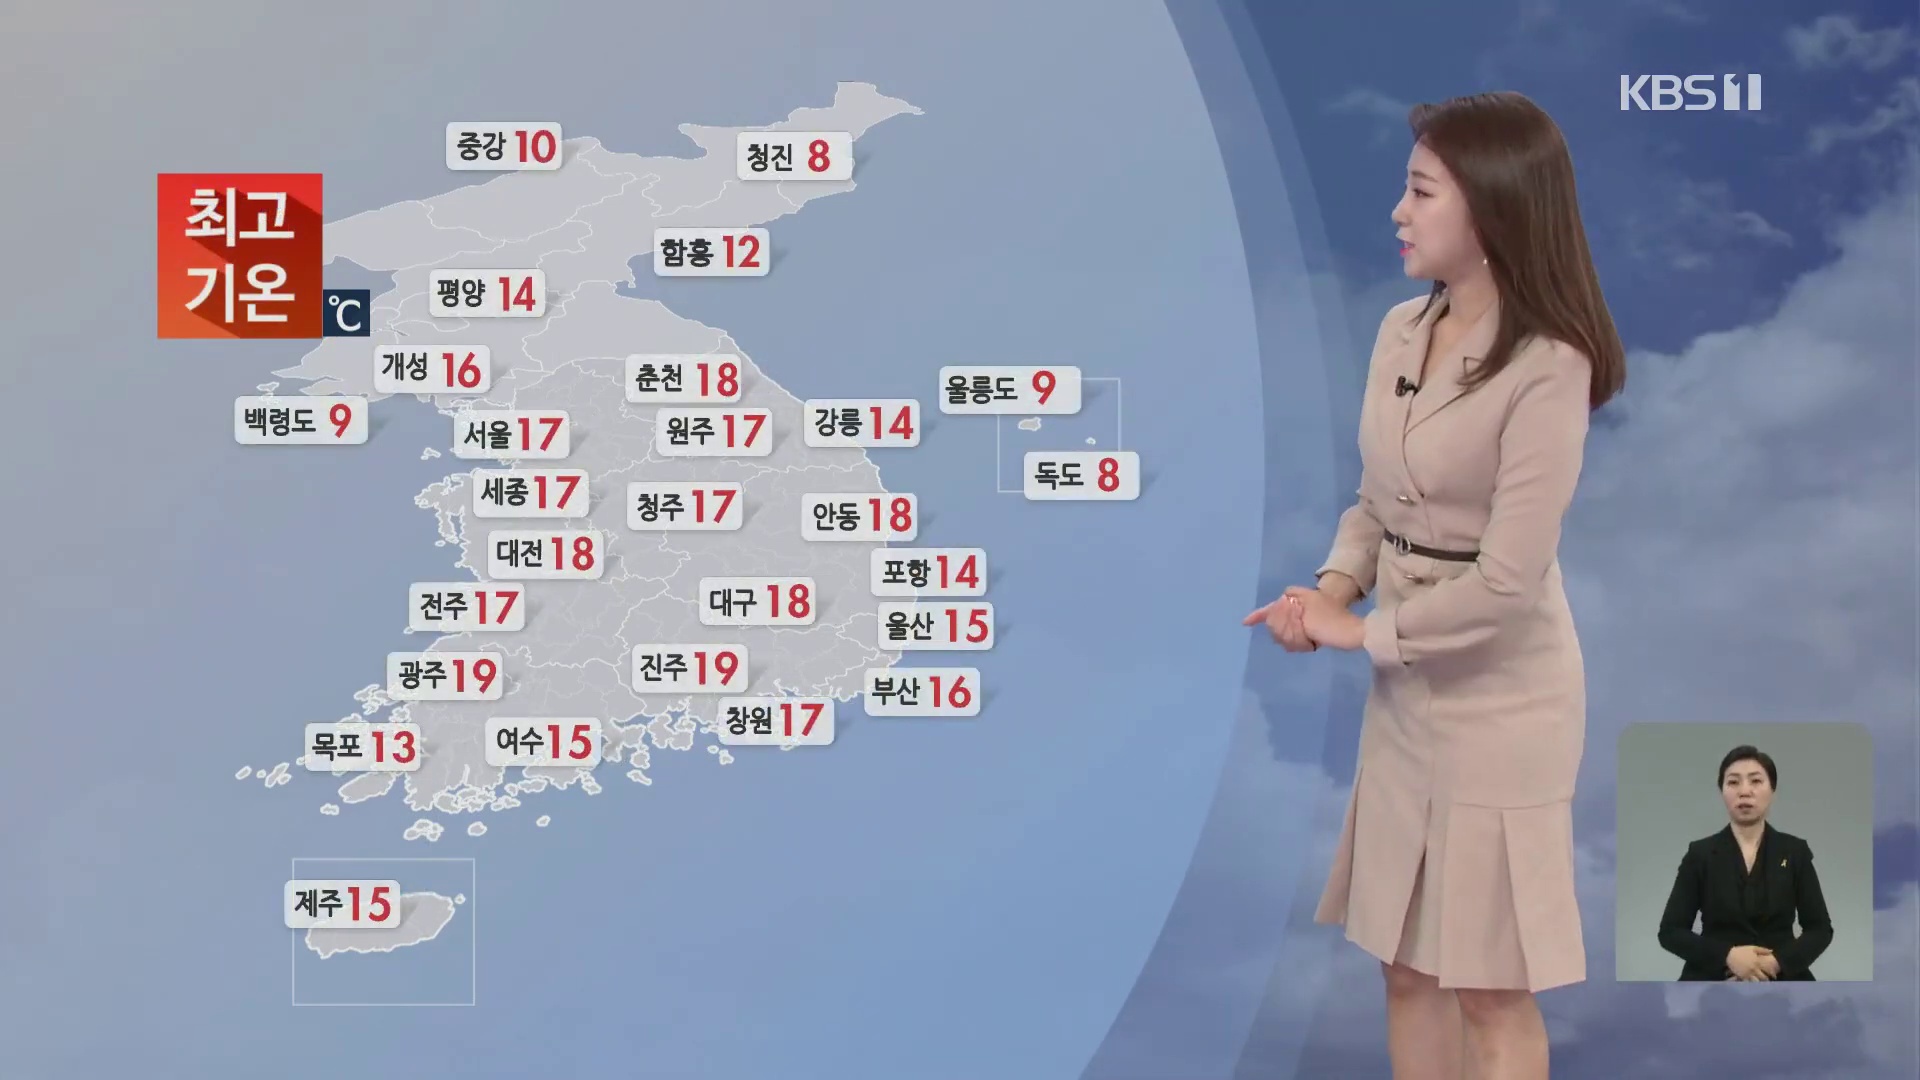 KBS 1
최고
기온
℃
중강 10
청진 8
함흥 12
평양 14
개성 16
백령도 9
춘천 18
서울 17
원주 17
강릉 14
울릉도 9
독도 8
세종 17
청주 17
안동 18
대전 18
포항 14
전주 17
대구 18
울산 15
광주 19
진주 19
부산 16
창원 17
목포 13
여수 15
제주 15